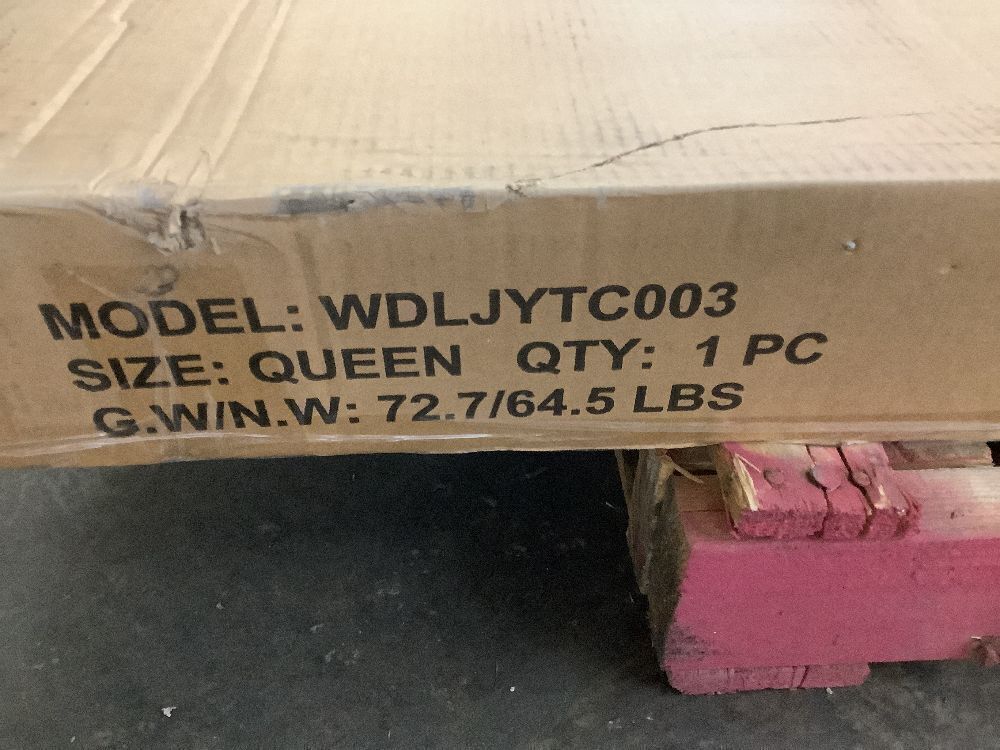 MODEL: WDLJYTC003
SIZE: QUEEN QTY: 1 PC
G.W/N.W: 72.7/64.5 LBS